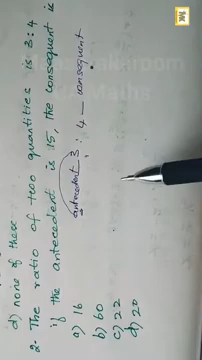 d) none of these
2. The ratio of two quantities is 3:4
if the antecedent is 15, the consequent is
antecedent 3 : 4 - consequent
a) 16
b) 60
c) 22
d) 20